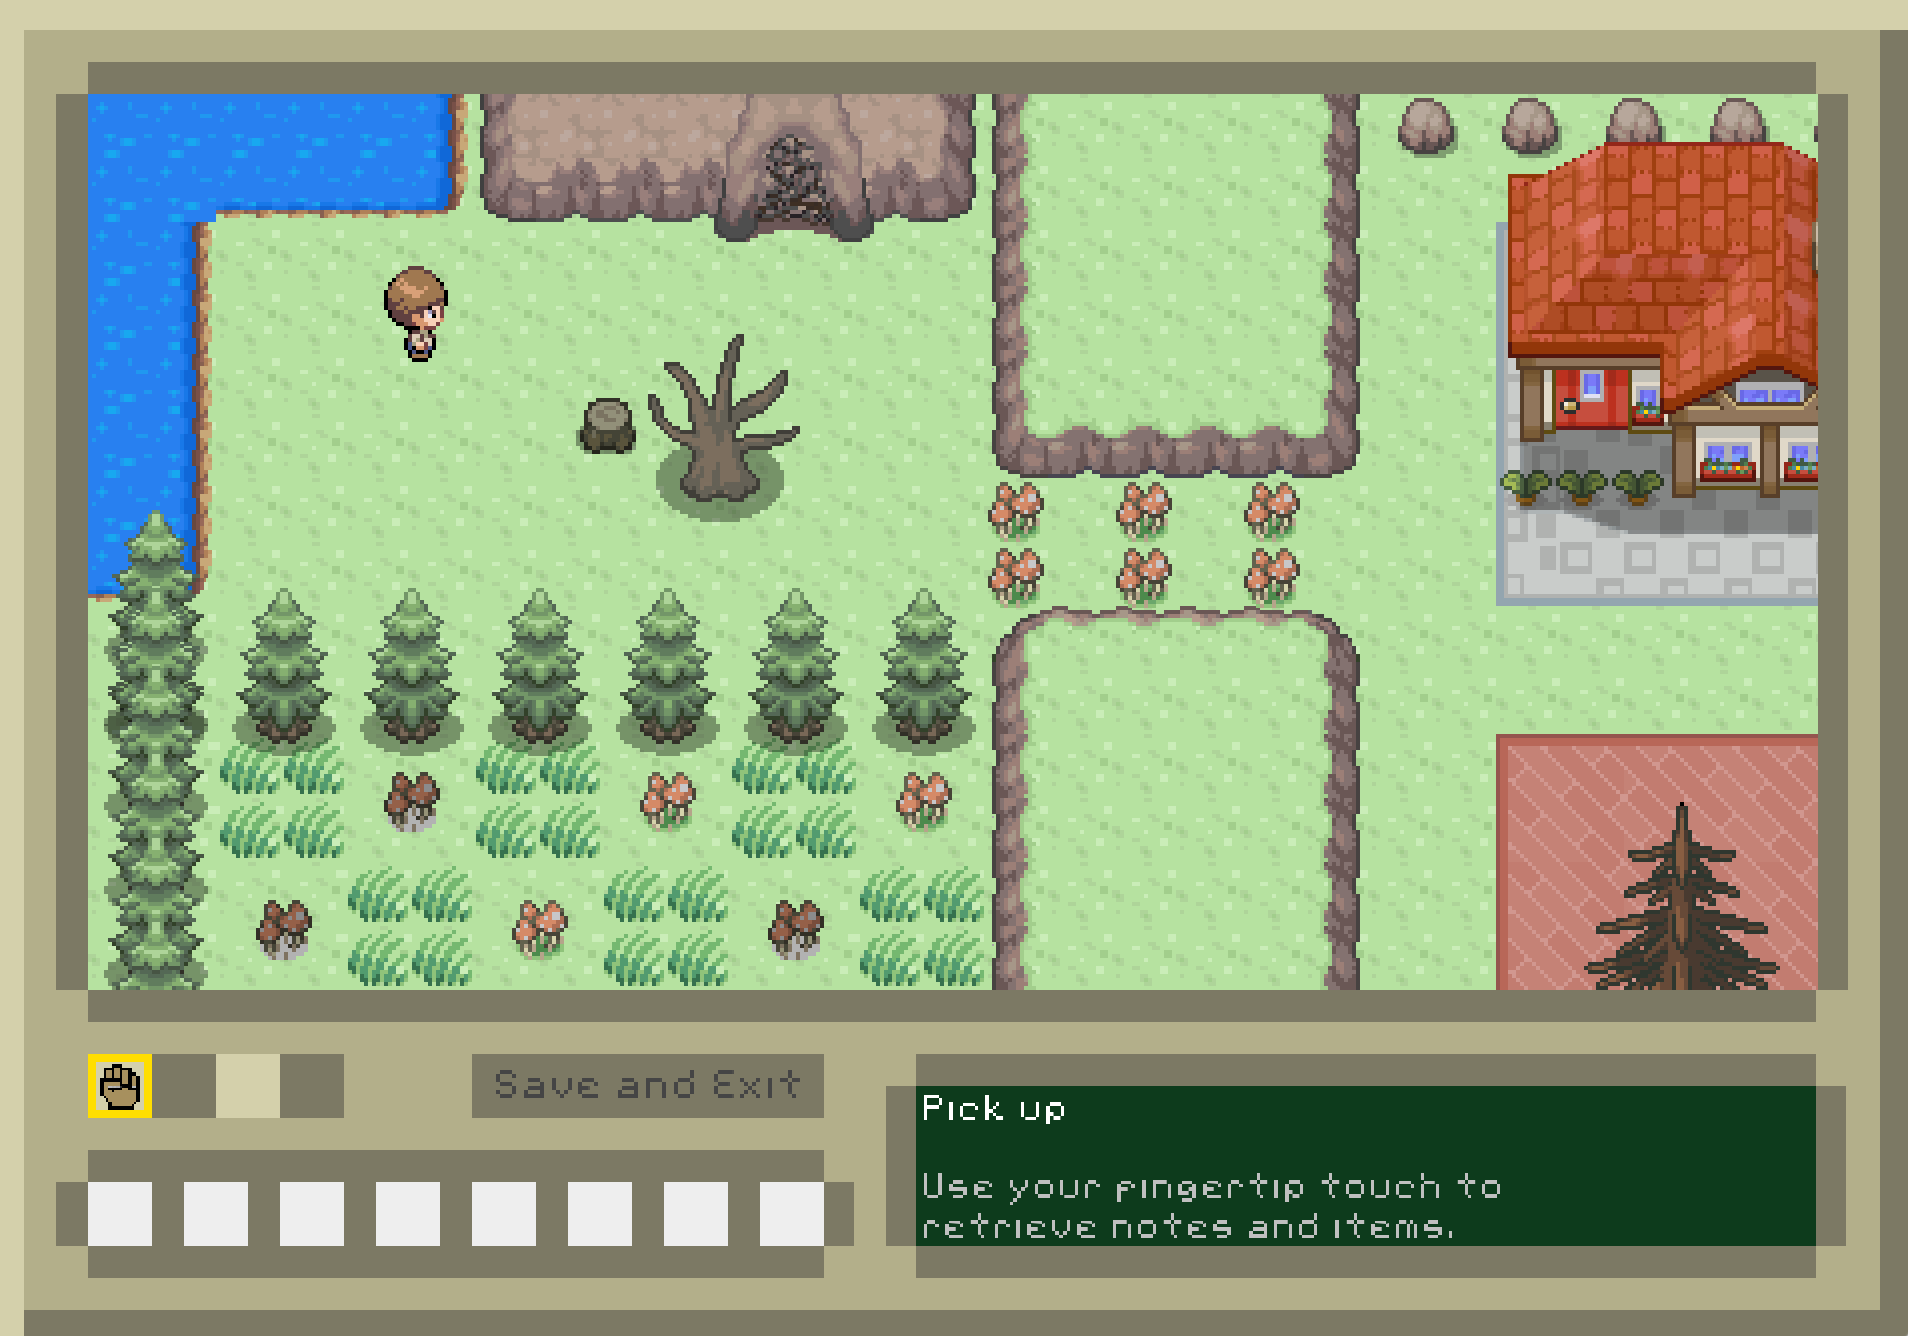 Save and Exit
Pick up
Use your fingertip touch to
retrieve notes and items.